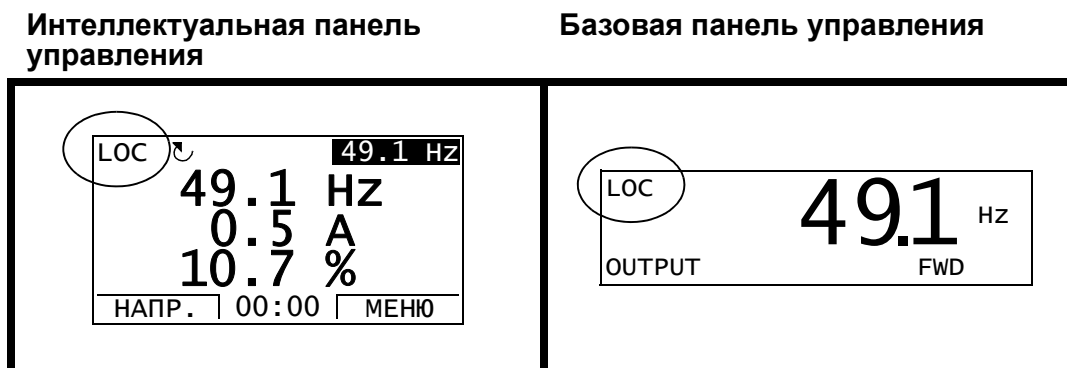 Интеллектуальная панель
управления
Базовая панель управления
LOC 49.1 Hz
49.1 Hz
0.5 A
10.7 %
НАПР. 00:00 МЕНЮ
LOC
49.1 Hz
OUTPUT FWD